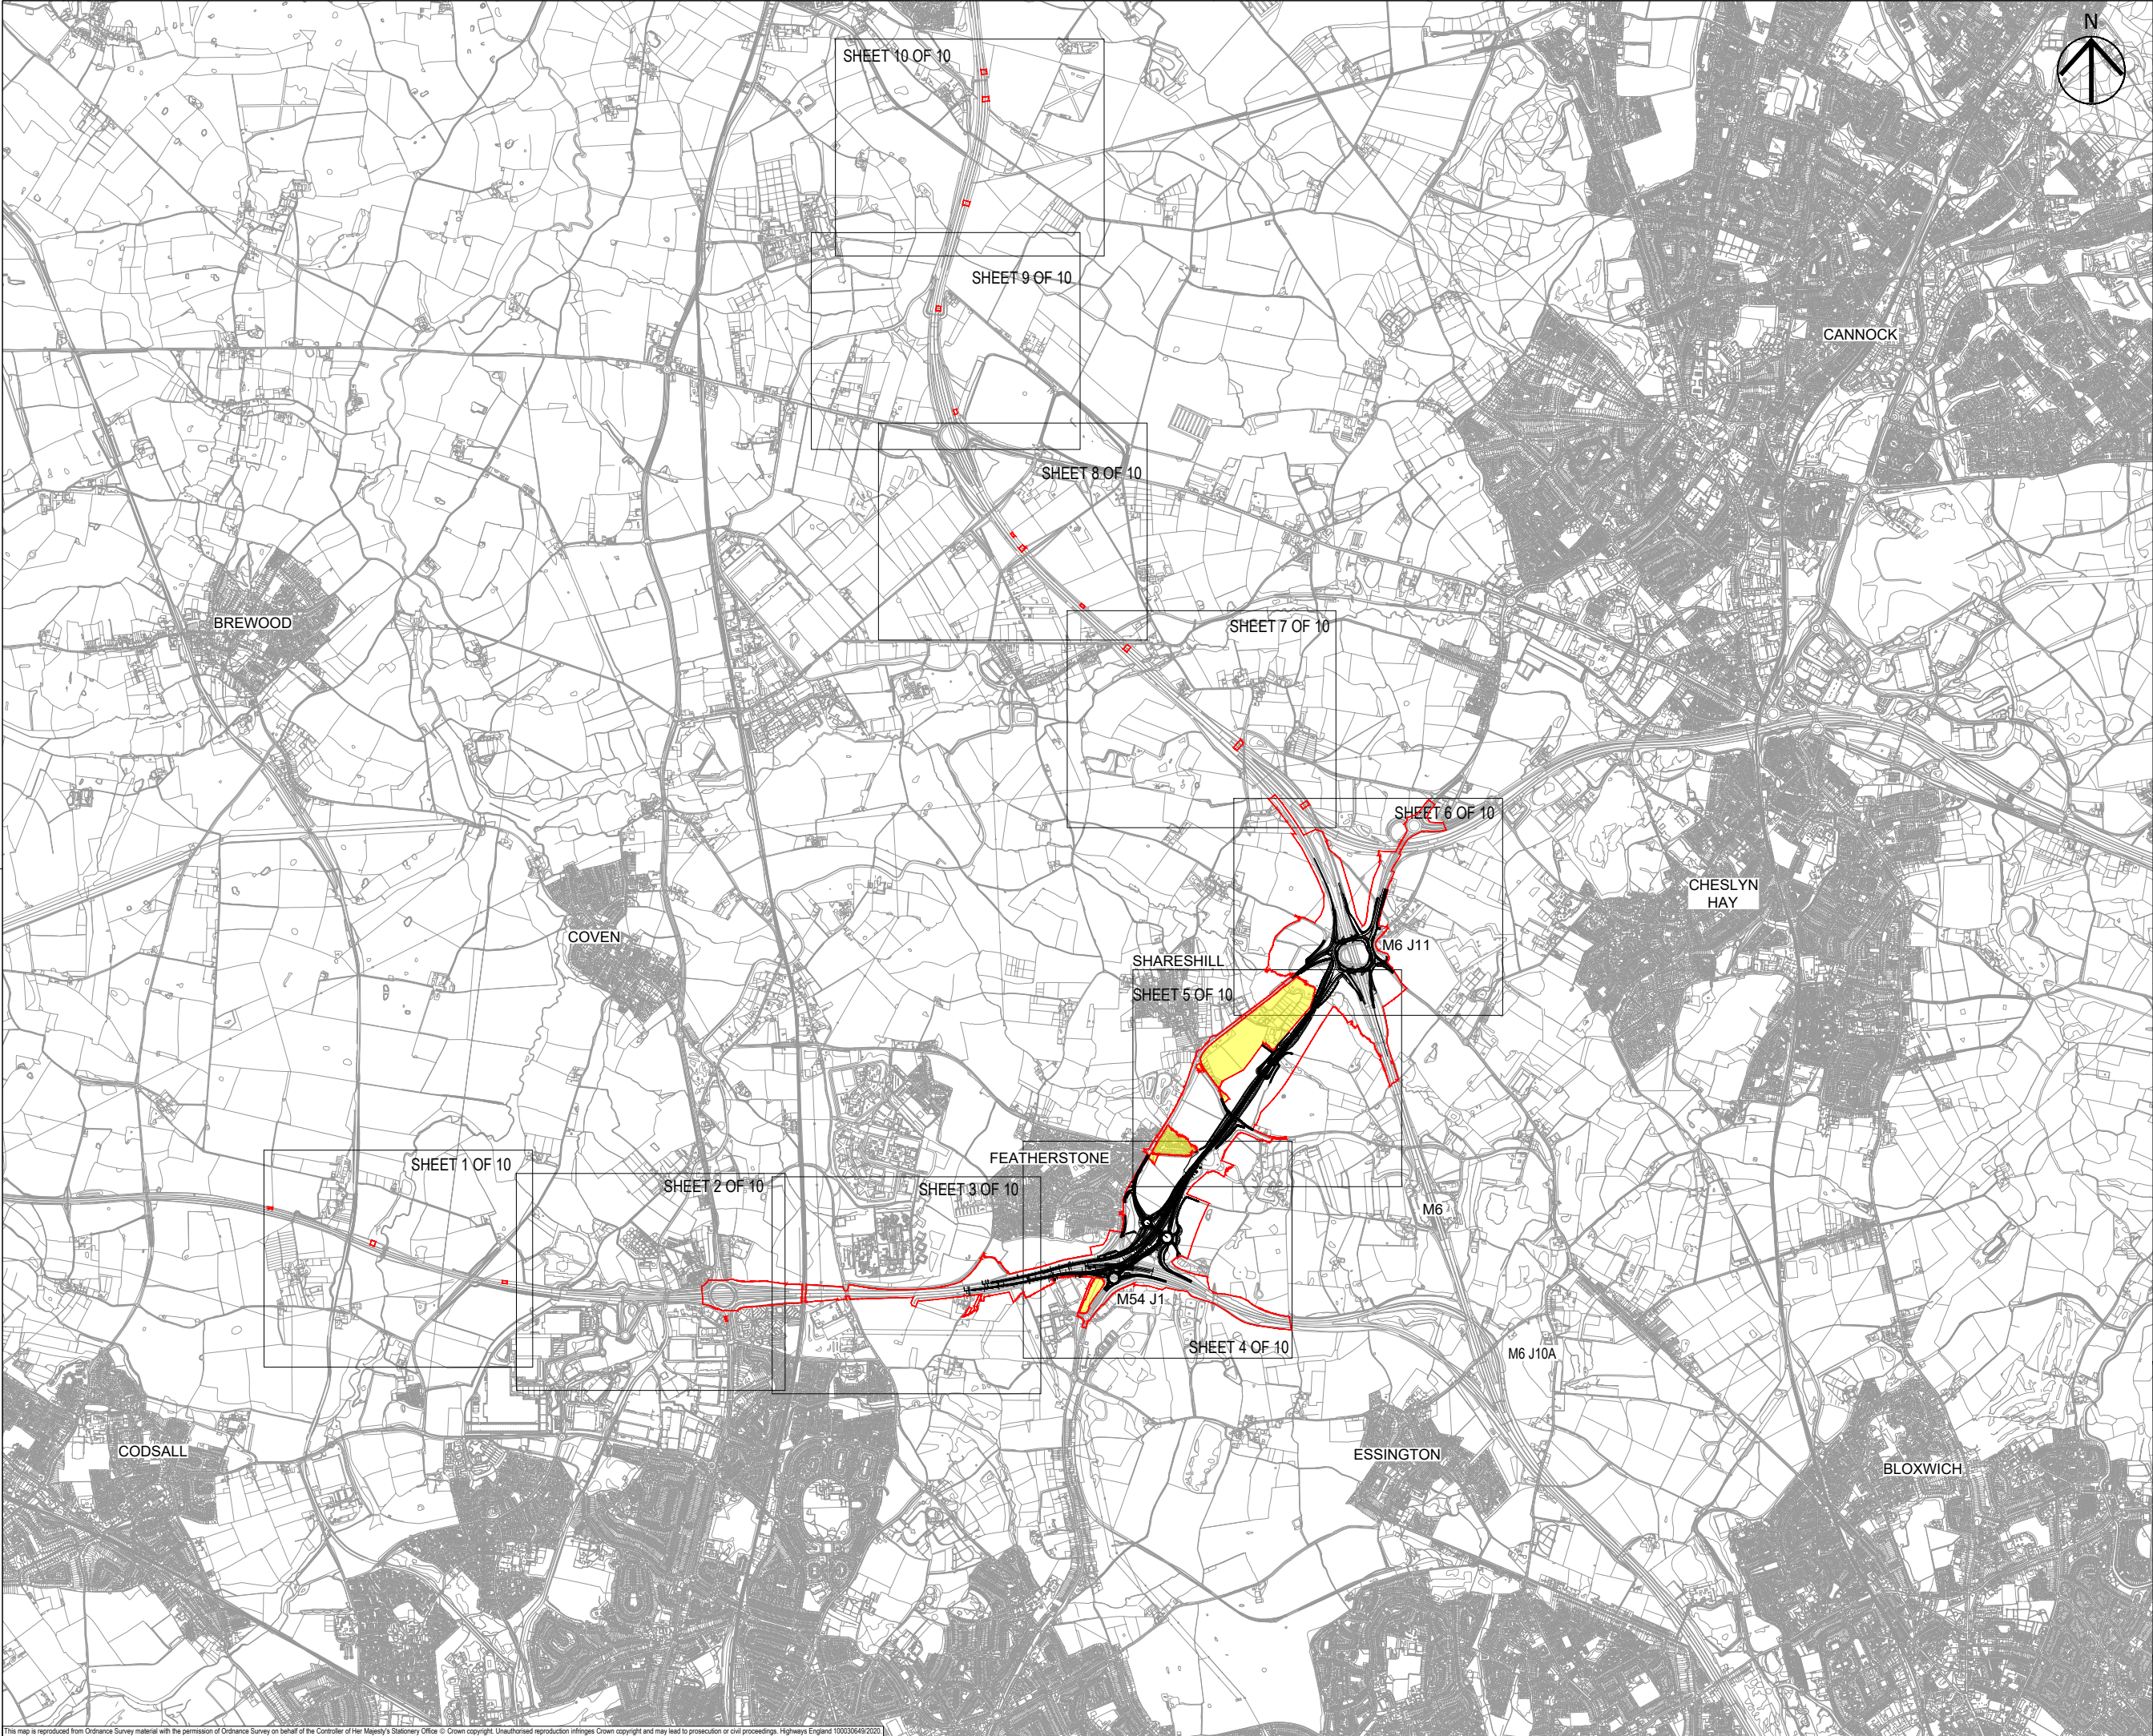 N
SHEET 10 OF 10
SHEET 9 OF 10
CANNOCK
SHEET 8 OF 10
BREWOOD
SHEET 7 OF 10
SHEET 6 OF 10
CHESLYN
HAY
COVEN
M6 J11
SHARESHILL
SHEET 5 OF 10
FEATHERSTONE
SHEET 1 OF 10
SHEET 2 OF 10
SHEET 3 OF 10
M6
M54 J1
SHEET 4 OF 10
M6 J10A
CODSALL
ESSINGTON
BLOXWICH
This map is reproduced from Ordnance Survey material with the permission of Ordnance Survey on behalf of the Controller of Her Majesty's Stationery Office © Crown copyright. Unauthorised reproduction infringes Crown copyright and may lead to prosecution or civil proceedings. Highways England 100030649/2020.